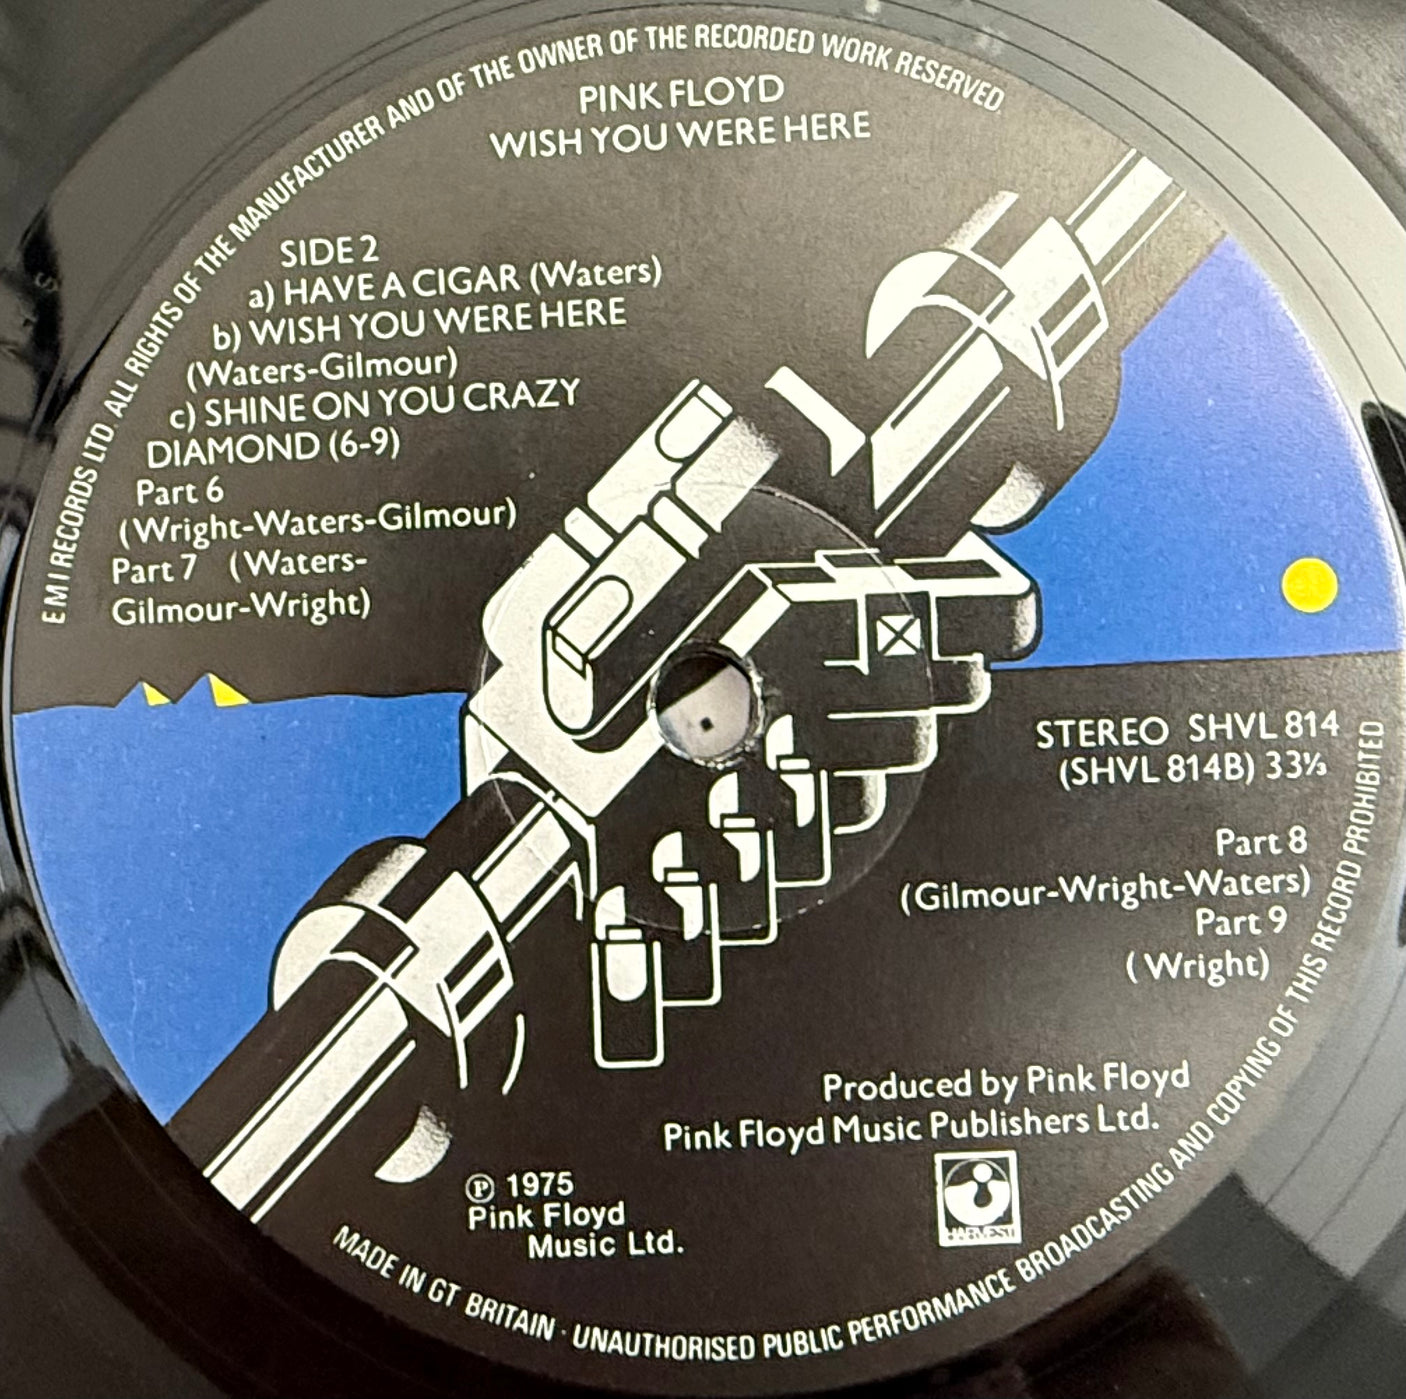 EMI RECORDS LTD. ALL RIGHTS OF THE MANUFACTURER AND OF THE OWNER OF THE RECORDED WORK RESERVED.
PINK FLOYD
WISH YOU WERE HERE
SIDE 2
a) HAVE A CIGAR (Waters)
b) WISH YOU WERE HERE
(Waters-Gilmour)
c) SHINE ON YOU CRAZY
DIAMOND (6-9)
Part 6
(Wright-Waters-Gilmour)
Part 7 (Waters-
Gilmour-Wright)
STEREO SHVL 814
(SHVL 814B) 33⅓
Part 8
(Gilmour-Wright-Waters)
Part 9
(Wright)
Produced by Pink Floyd
Pink Floyd Music Publishers Ltd.
℗ 1975
Pink Floyd
Music Ltd.
HARVEST
MADE IN GT BRITAIN · UNAUTHORISED PUBLIC PERFORMANCE BROADCASTING AND COPYING OF THIS RECORD PROHIBITED